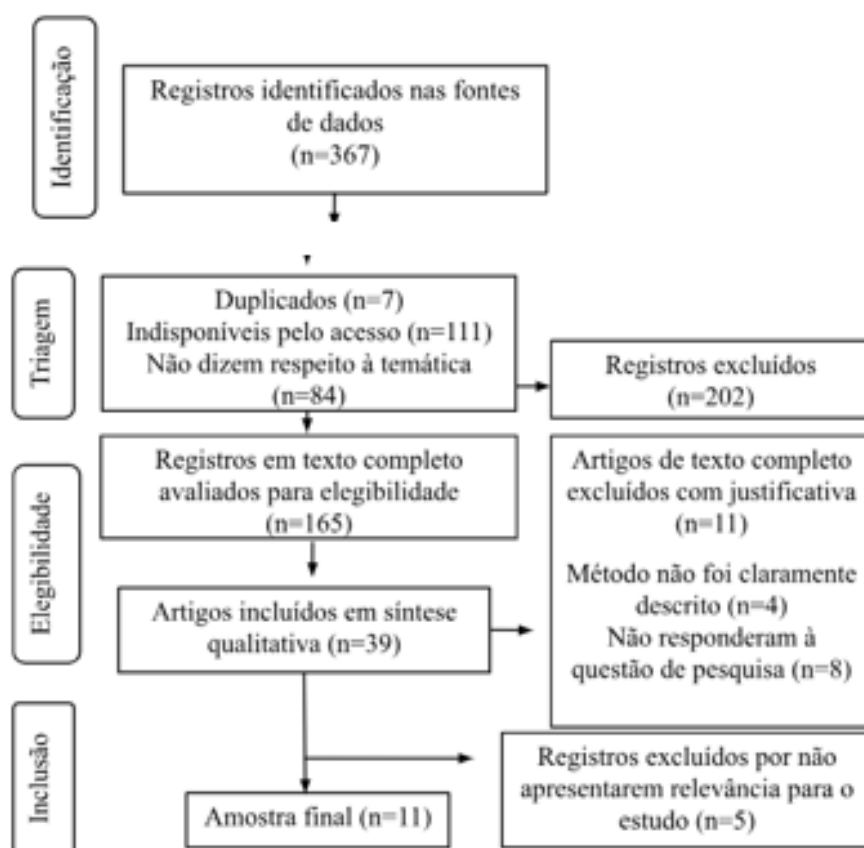 Identificação
Registros identificados nas fontes
de dados
(n=367)
Triagem
Duplicados (n=7)
Indisponíveis pelo acesso (n=111)
Não dizem respeito à temática
(n=84)
Registros excluídos
(n=202)
Elegibilidade
Registros em texto completo
avaliados para elegibilidade
(n=165)
Artigos de texto completo
excluídos com justificativa
(n=11)
Método não foi claramente
descrito (n=4)
Não responderam à
questão de pesquisa (n=8)
Artigos incluídos em síntese
qualitativa (n=39)
Inclusão
Registros excluídos por não
apresentarem relevância para o
estudo (n=5)
Amostra final (n=11)